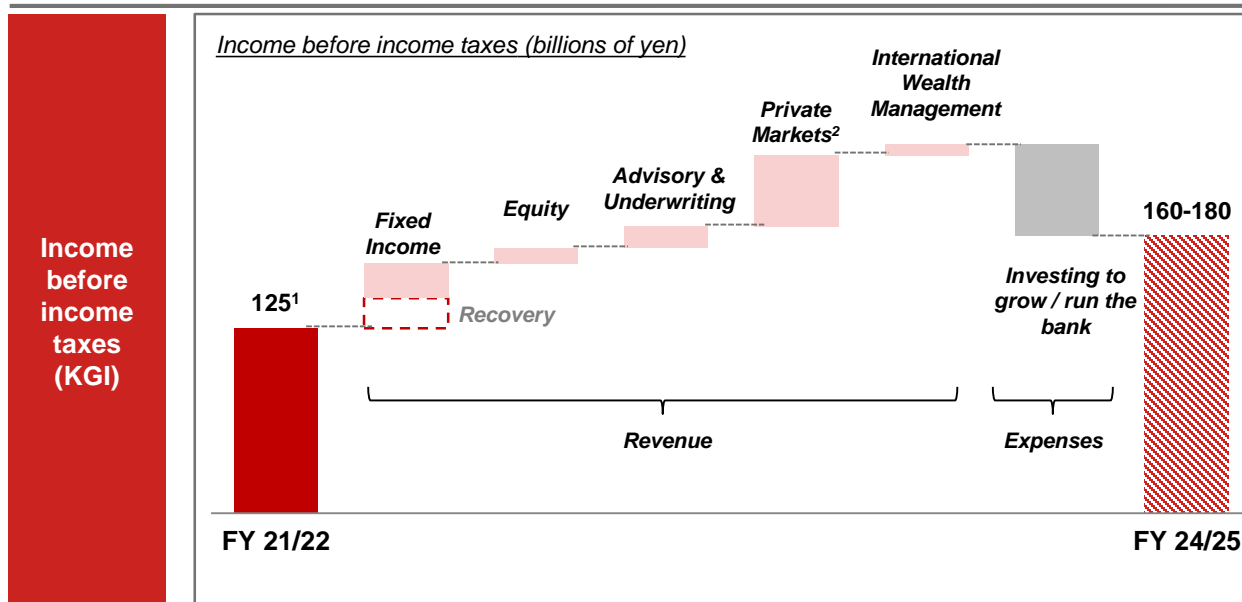 Income
before
income
taxes
(KGI)
Income before income taxes (billions of yen)
125¹
Fixed
Income
Recovery
Equity
Advisory &
Underwriting
Private
Markets²
International
Wealth
Management
Investing to
grow / run the
bank
160-180
Revenue
Expenses
FY 21/22
FY 24/25